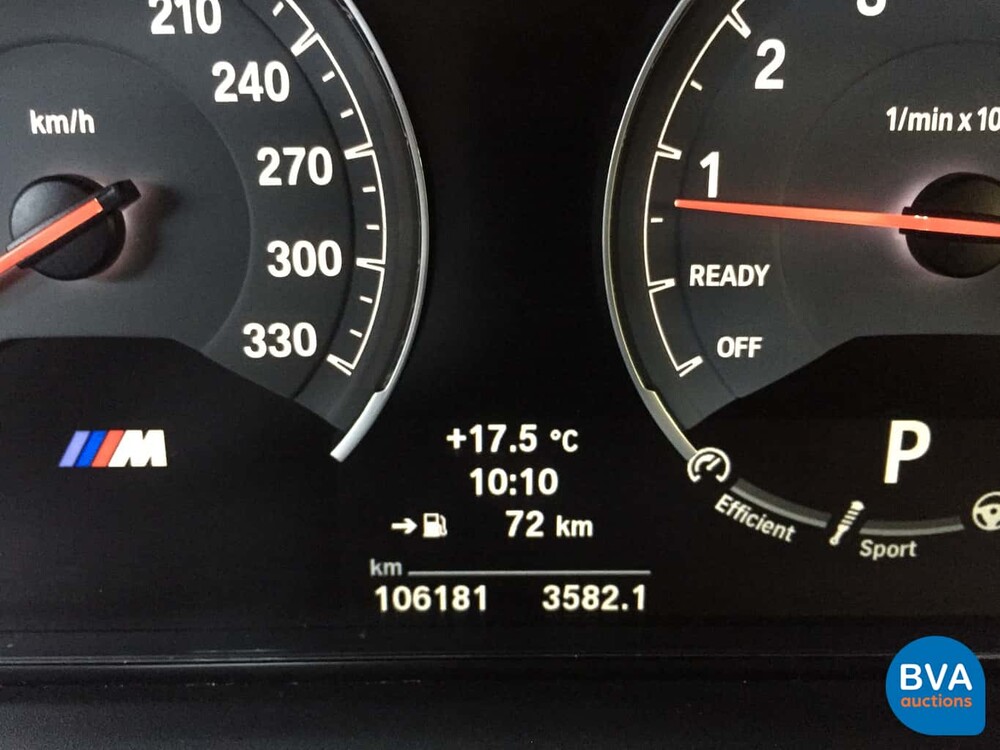 210
240
km/h
270
300
330
M
2
1/min x 10
1
READY
OFF
P
+17.5 °C
10:10
72 km
km
106181 3582.1
Efficient
Sport
BVA
auctions